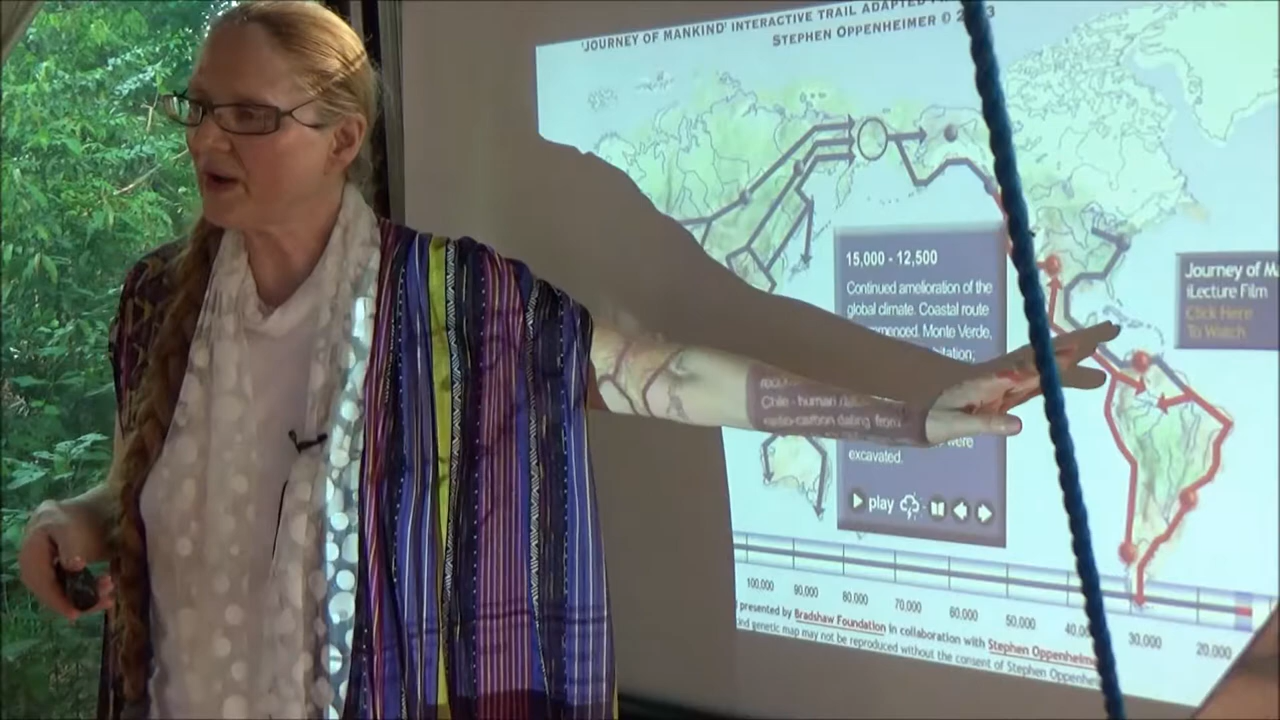 'JOURNEY OF MANKIND' INTERACTIVE TRAIL ADAPTED
STEPHEN OPPENHEIMER ©
15,000 - 12,500
Continued amelioration of the
global climate. Coastal route
Monte Verde,
Chile - human
radio-carbon dating from
were
excavated.
play
Journey of M
iLecture Film
Click Here
To Watch
100,000 90,000 80,000 70,000 60,000 50,000 40,00 30,000 20,000
presented by Bradshaw Foundation in collaboration with Stephen Oppenheime
and genetic map may not be reproduced without the consent of Stephen Oppenhe